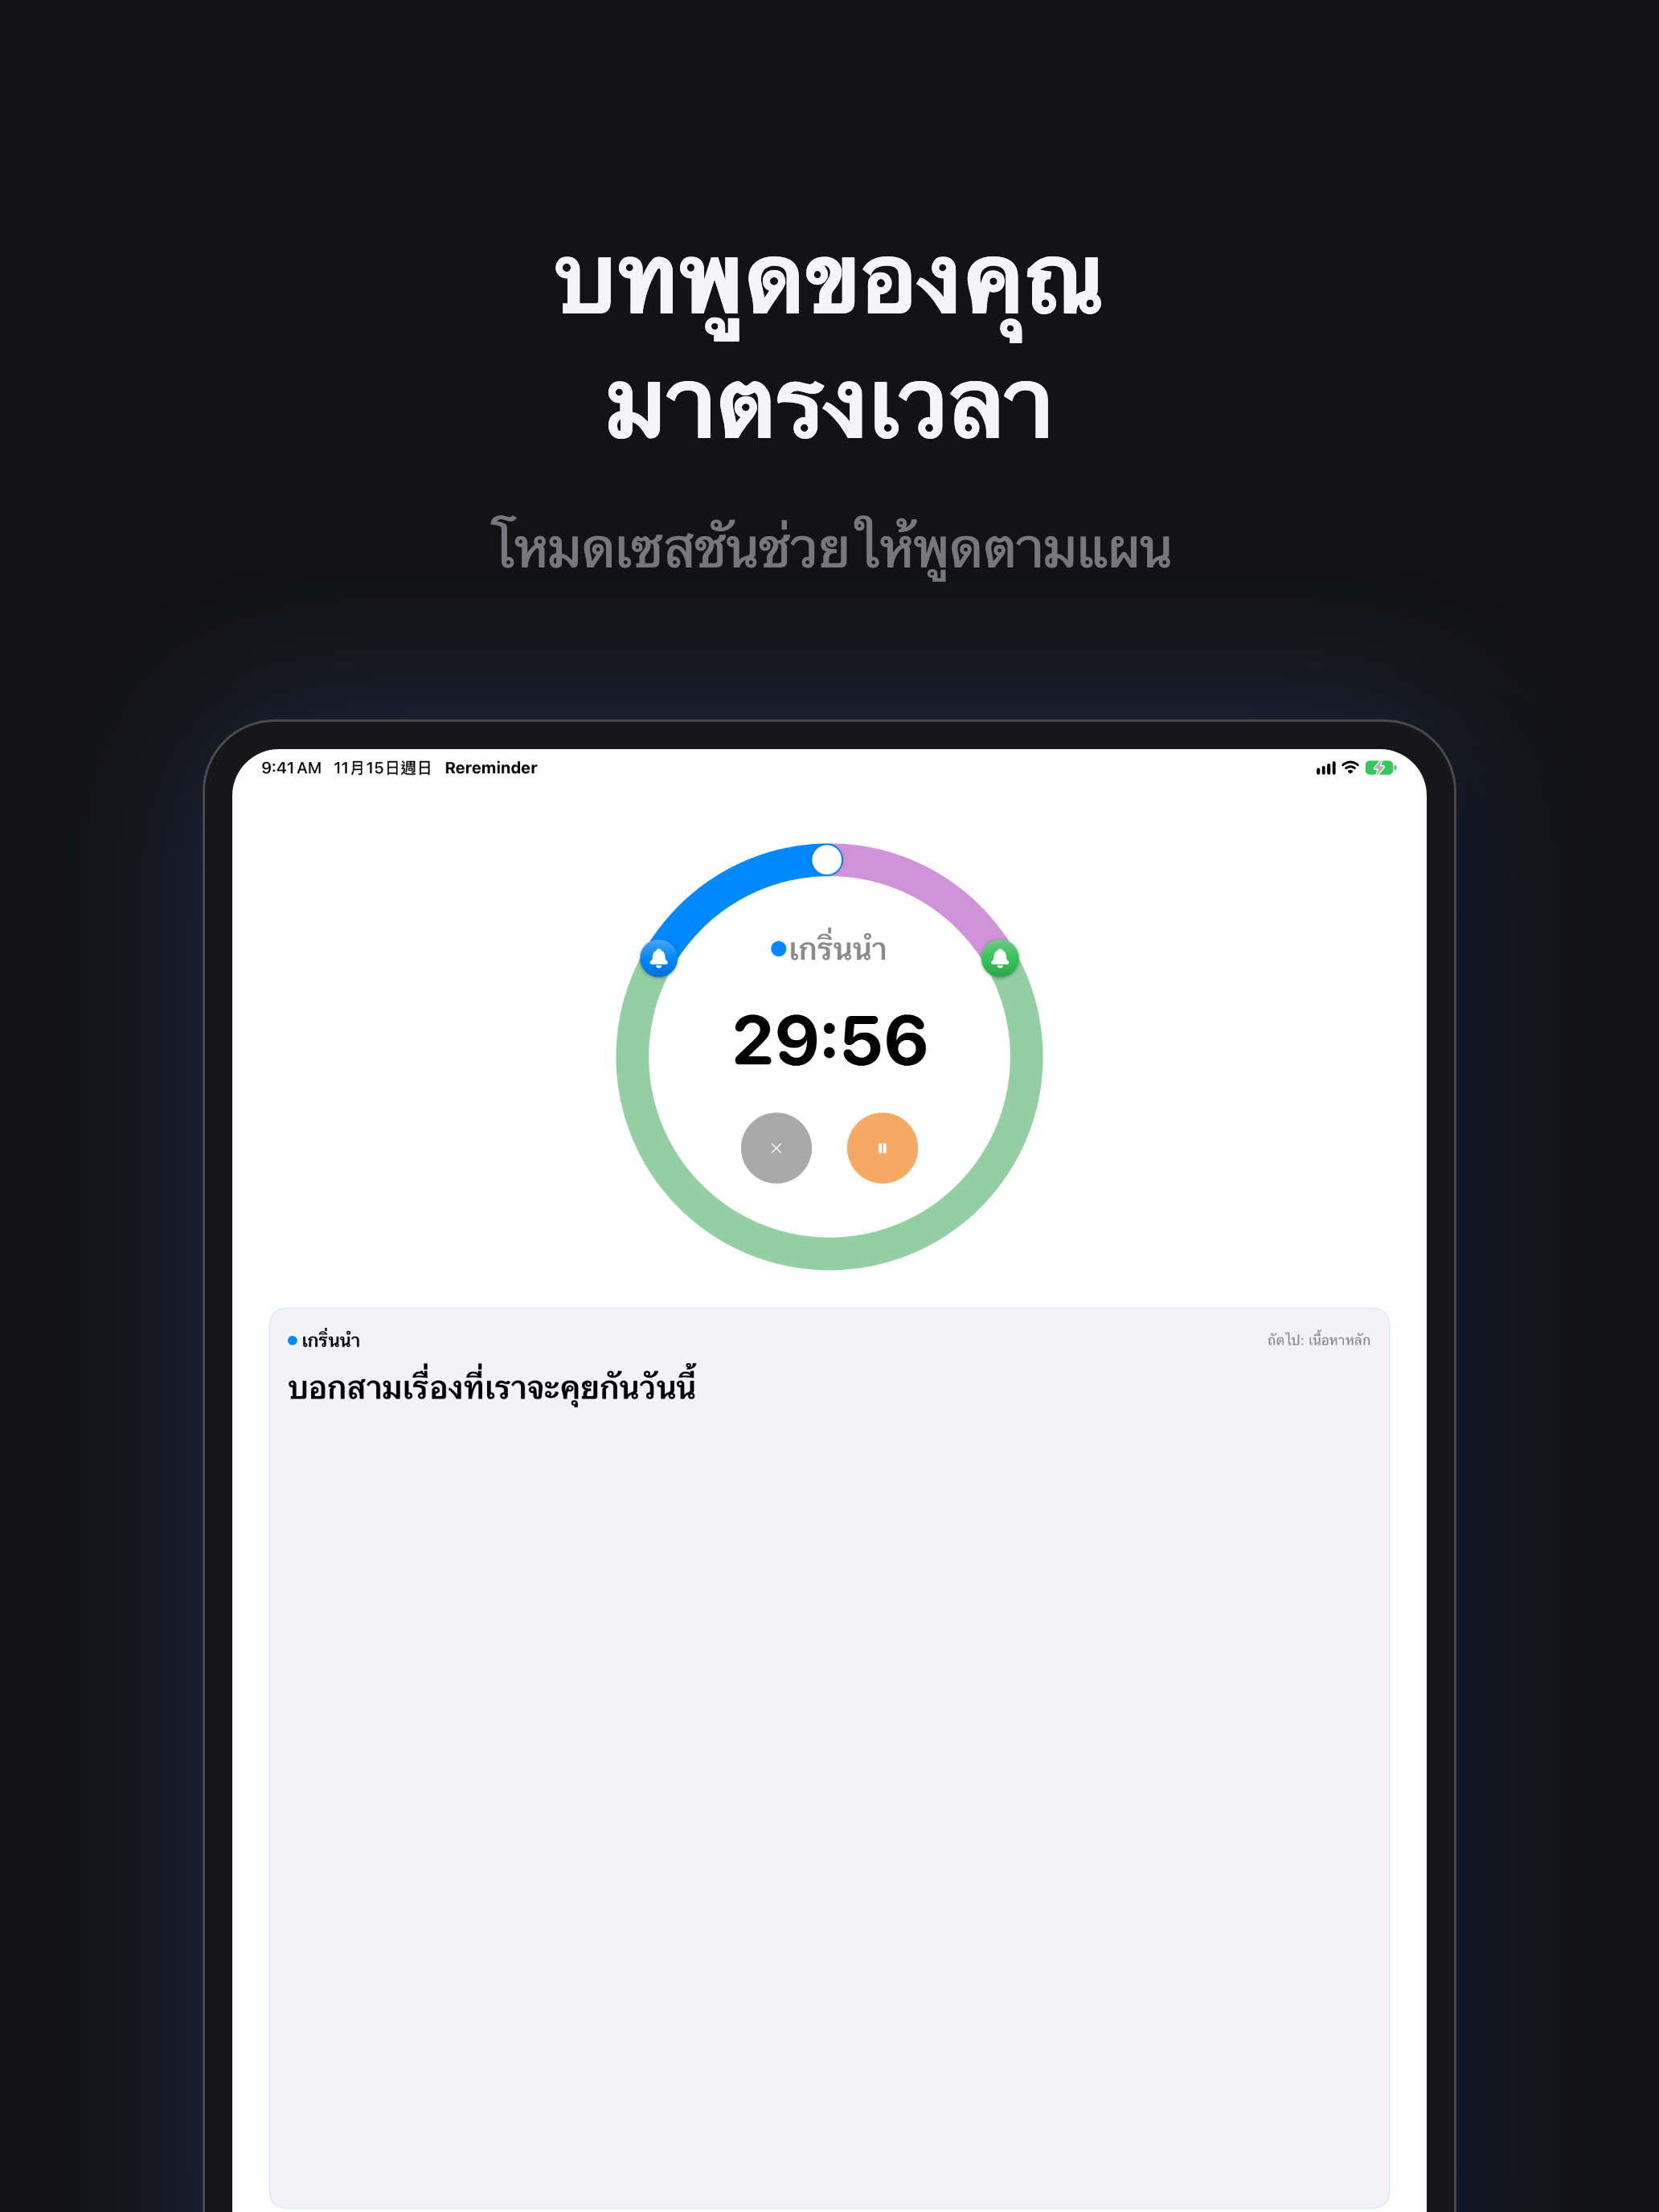 บทพูดของคุณ
มาตรงเวลา
โหมดเซสชันช่วยให้พูดตามแผน
9:41 AM 11月15日週日 Rereminder
เกริ่นนำ
29:56
เกริ่นนำ
ถัดไป: เนื้อหาหลัก
บอกสามเรื่องที่เราจะคุยกันวันนี้